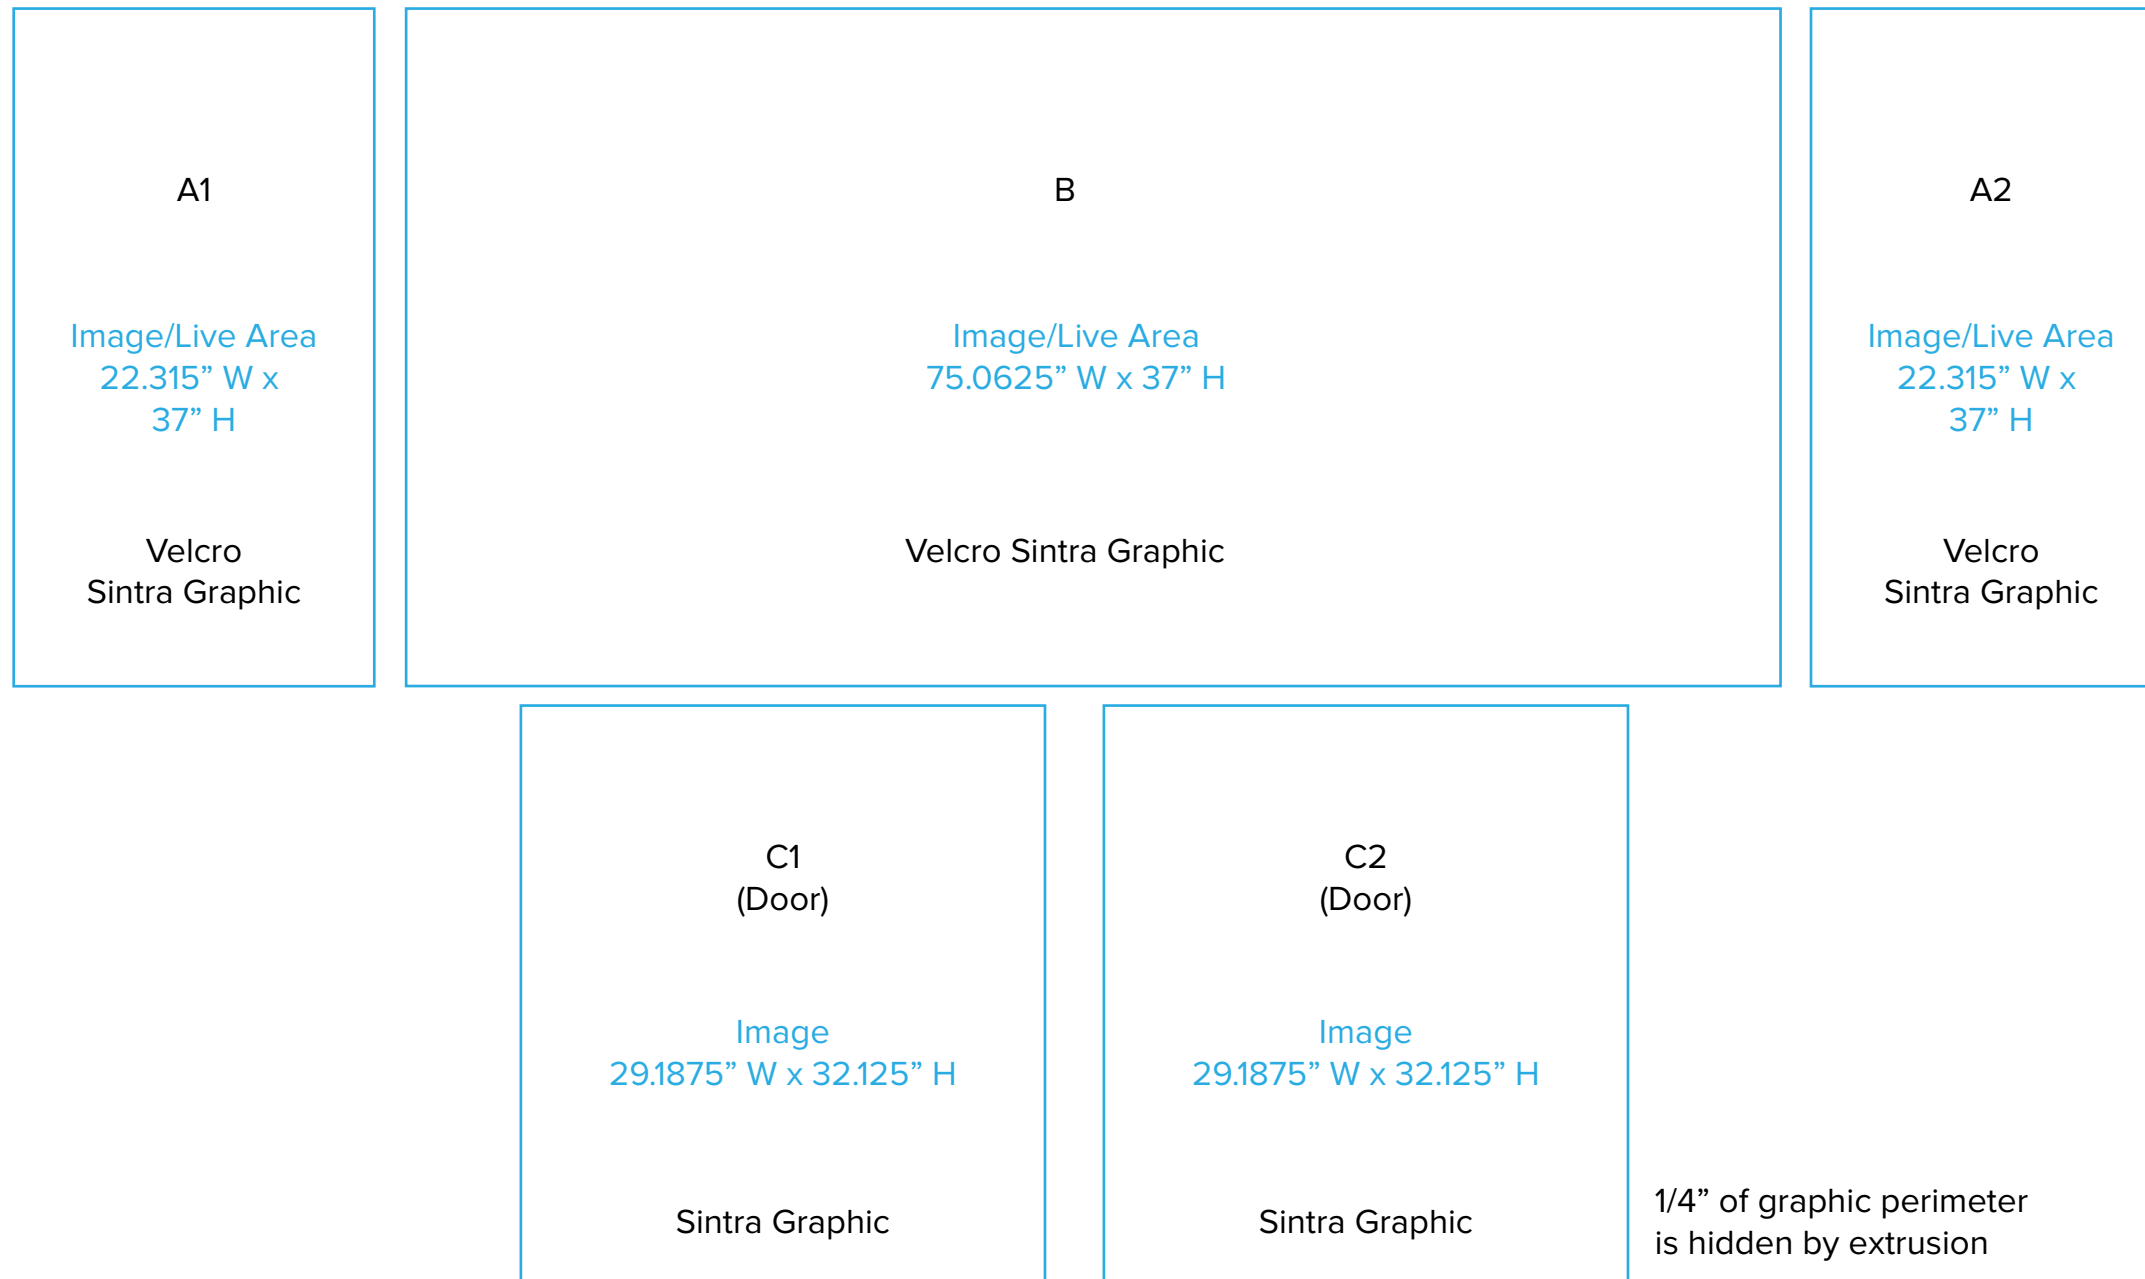 A1
Image/Live Area
22.315” W x
37” H
Velcro
Sintra Graphic
B
Image/Live Area
75.0625” W x 37” H
Velcro Sintra Graphic
A2
Image/Live Area
22.315” W x
37” H
Velcro
Sintra Graphic
C1
(Door)
Image
29.1875” W x 32.125” H
Sintra Graphic
C2
(Door)
Image
29.1875” W x 32.125” H
Sintra Graphic
1/4” of graphic perimeter
is hidden by extrusion